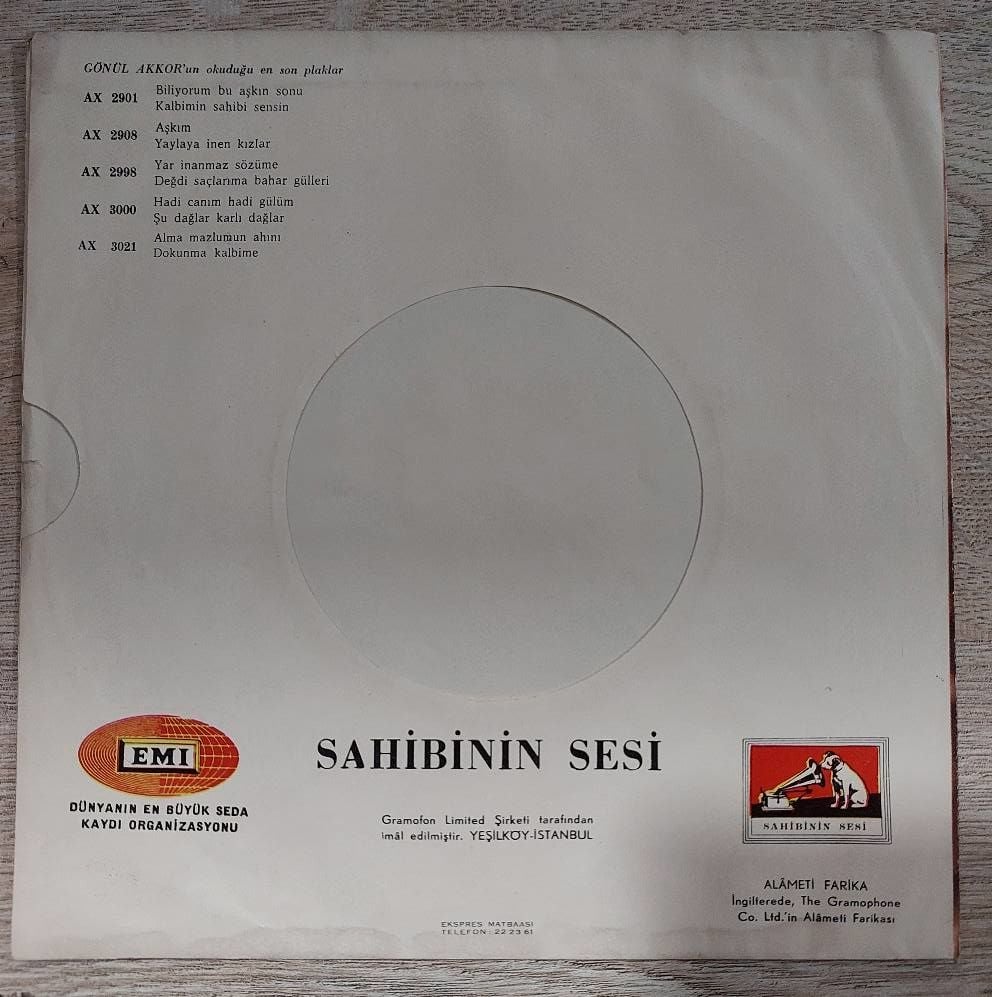 GÖNÜL AKKOR'un okuduğu en son plaklar
AX 2901 Biliyorum bu aşkın sonu
Kalbimin sahibi sensin
AX 2908 Aşkım
Yaylaya inen kızlar
AX 2998 Yar inanmaz sözüme
Değdi saçlarıma bahar gülleri
AX 3000 Hadi canım hadi gülüm
Şu dağlar karlı dağlar
AX 3021 Alma mazlumun ahını
Dokunma kalbime
EMI
DÜNYANIN EN BÜYÜK SEDA
KAYDI ORGANİZASYONU
SAHİBİNİN SESİ
Gramofon Limited Şirketi tarafından
imâl edilmiştir. YEŞİLKÖY-İSTANBUL
SAHİBİNİN SESİ
ALÂMETİ FARİKA
İngilterede, The Gramophone
Co. Ltd.'in Alâmeti Farikası
EKSPRES MATBAASI
TELEFON: 22 23 61